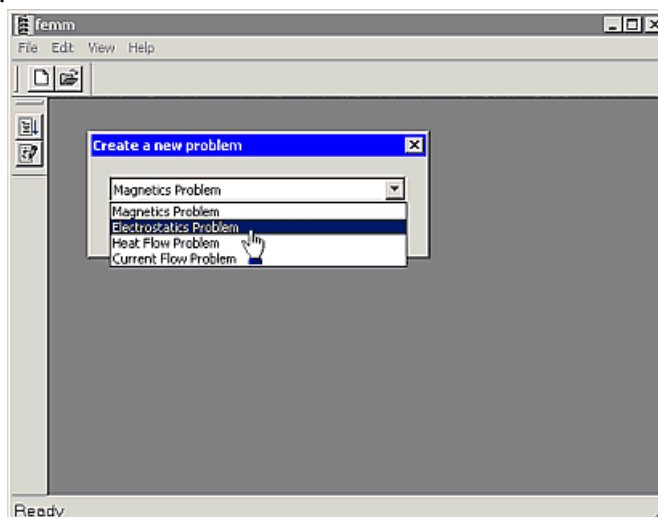 femm
File Edit View Help
Create a new problem
Magnetics Problem
Magnetics Problem
Electrostatics Problem
Heat Flow Problem
Current Flow Problem
Ready